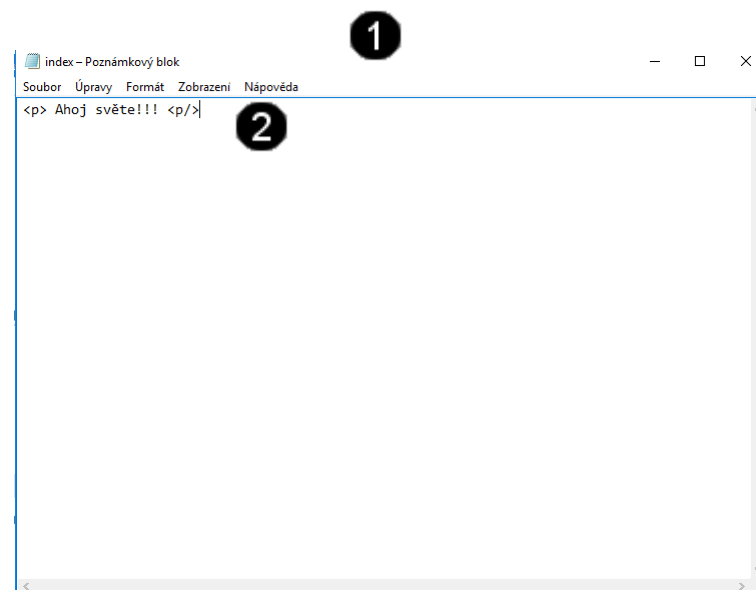 1
index – Poznámkový blok
Soubor Úpravy Formát Zobrazení Nápověda
<p> Ahoj světe!!! <p/>
2